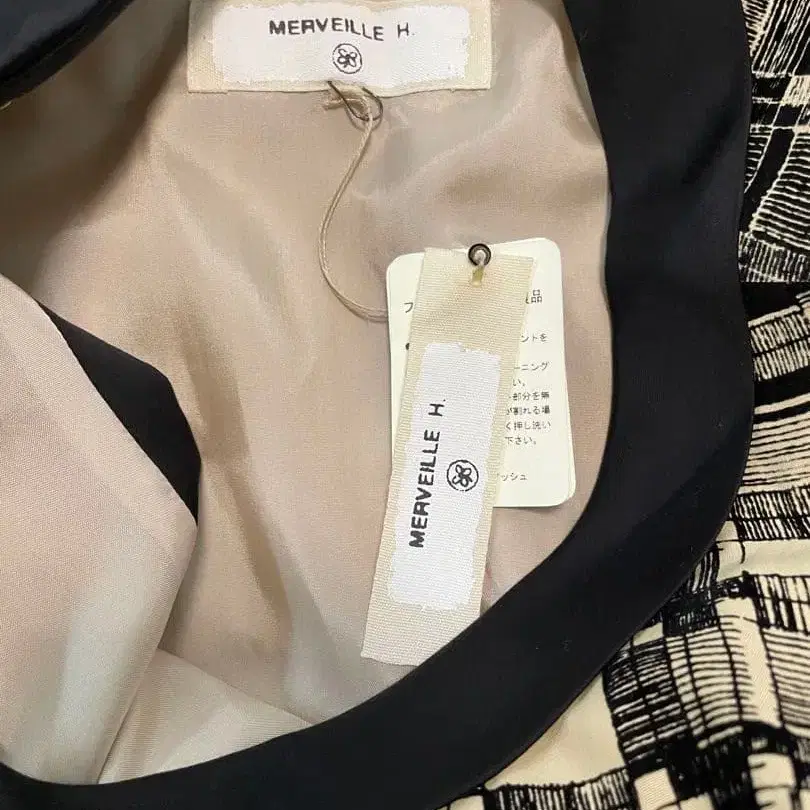 MERVEILLE H.
フ 品
ントを
ーニング
い。
部分を
が割れる場
く押し洗い
下さい。
ッシュ
MERVEILLE H.